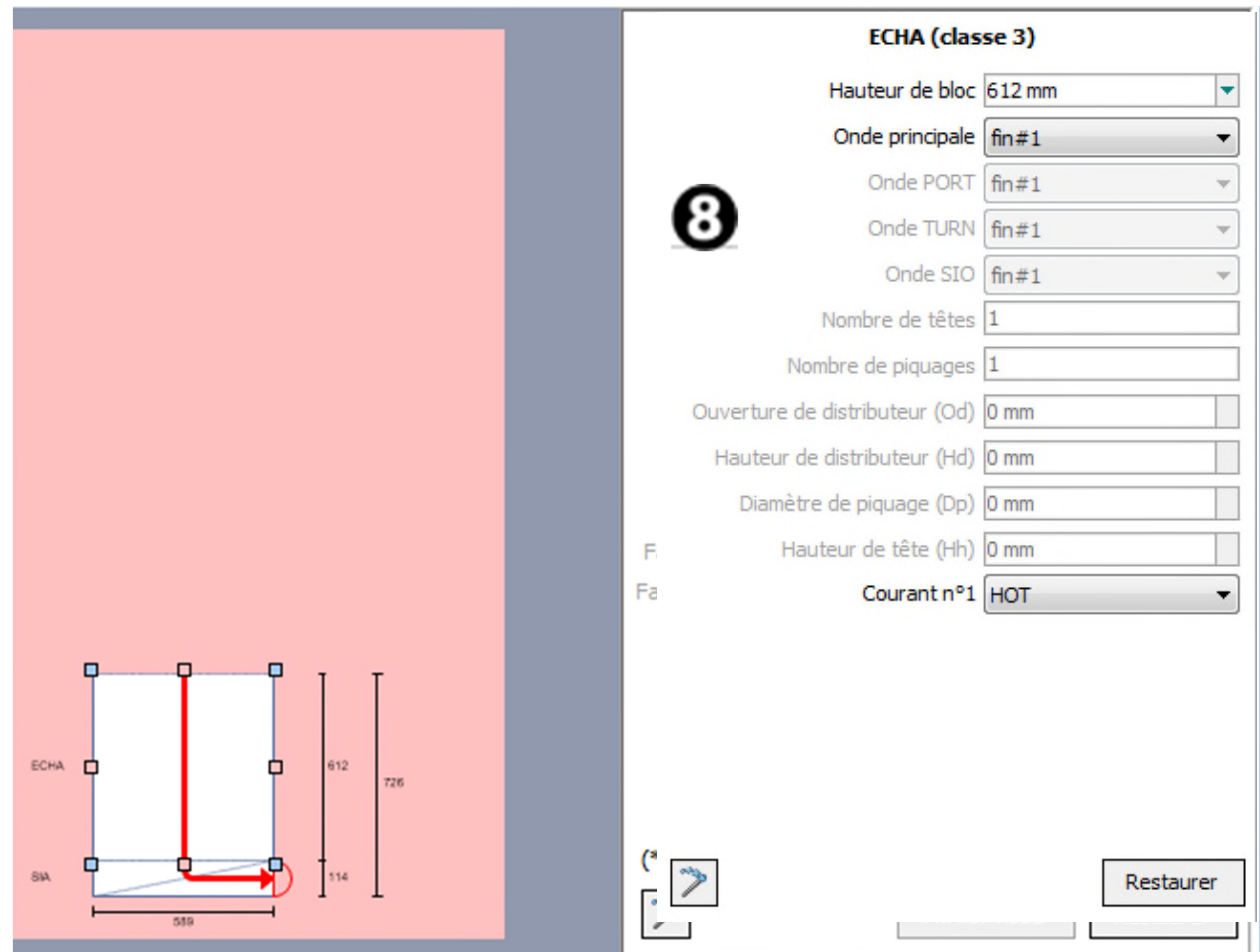 ECHA (classe 3)
Hauteur de bloc 612 mm
Onde principale fin#1
Onde PORT fin#1
8
Onde TURN fin#1
Onde SIO fin#1
Nombre de têtes 1
Nombre de piquages 1
Ouverture de distributeur (Od) 0 mm
Hauteur de distributeur (Hd) 0 mm
Diamètre de piquage (Dp) 0 mm
Hauteur de tête (Hh) 0 mm
Fa
Courant n°1 HOT
ECHA
612
726
SIA
114
589
(*
Restaurer